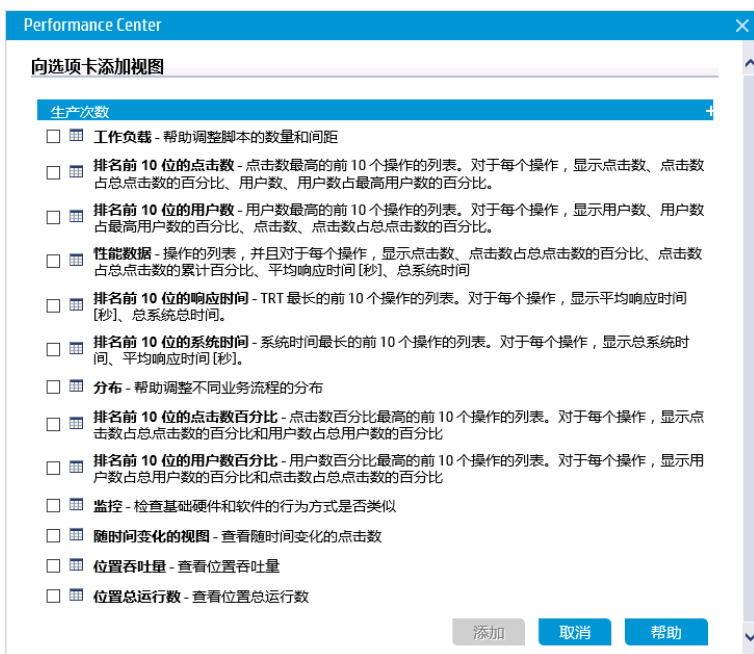 Performance Center
向选项卡添加视图
生产次数
工作负载 - 帮助调整脚本的数量和间距
排名前 10 位的点击数 - 点击数最高的前 10 个操作的列表。对于每个操作，显示点击数、点击数
占总点击数的百分比、用户数、用户数占最高用户数的百分比。
排名前 10 位的用户数 - 用户数最高的前 10 个操作的列表。对于每个操作，显示用户数、用户数
占最高用户数的百分比、点击数、点击数占总点击数的百分比。
性能数据 - 操作的列表，并且对于每个操作，显示点击数、点击数占总点击数的百分比、点击数
占总点击数的累计百分比、平均响应时间 [秒]、总系统时间
排名前 10 位的响应时间 - TRT 最长的前 10 个操作的列表。对于每个操作，显示平均响应时间
[秒]、总系统总时间。
排名前 10 位的系统时间 - 系统时间最长的前 10 个操作的列表。对于每个操作，显示总系统时
间、平均响应时间 [秒]。
分布 - 帮助调整不同业务流程的分布
排名前 10 位的点击数百分比 - 点击数百分比最高的前 10 个操作的列表。对于每个操作，显示点
击数占总点击数的百分比和用户数占总用户数的百分比
排名前 10 位的用户数百分比 - 用户数百分比最高的前 10 个操作的列表。对于每个操作，显示用
户数占总用户数的百分比和点击数占总点击数的百分比
监控 - 检查基础硬件和软件的行为方式是否类似
随时间变化的视图 - 查看随时间变化的点击数
位置吞吐量 - 查看位置吞吐量
位置总运行数 - 查看位置总运行数
添加 取消 帮助